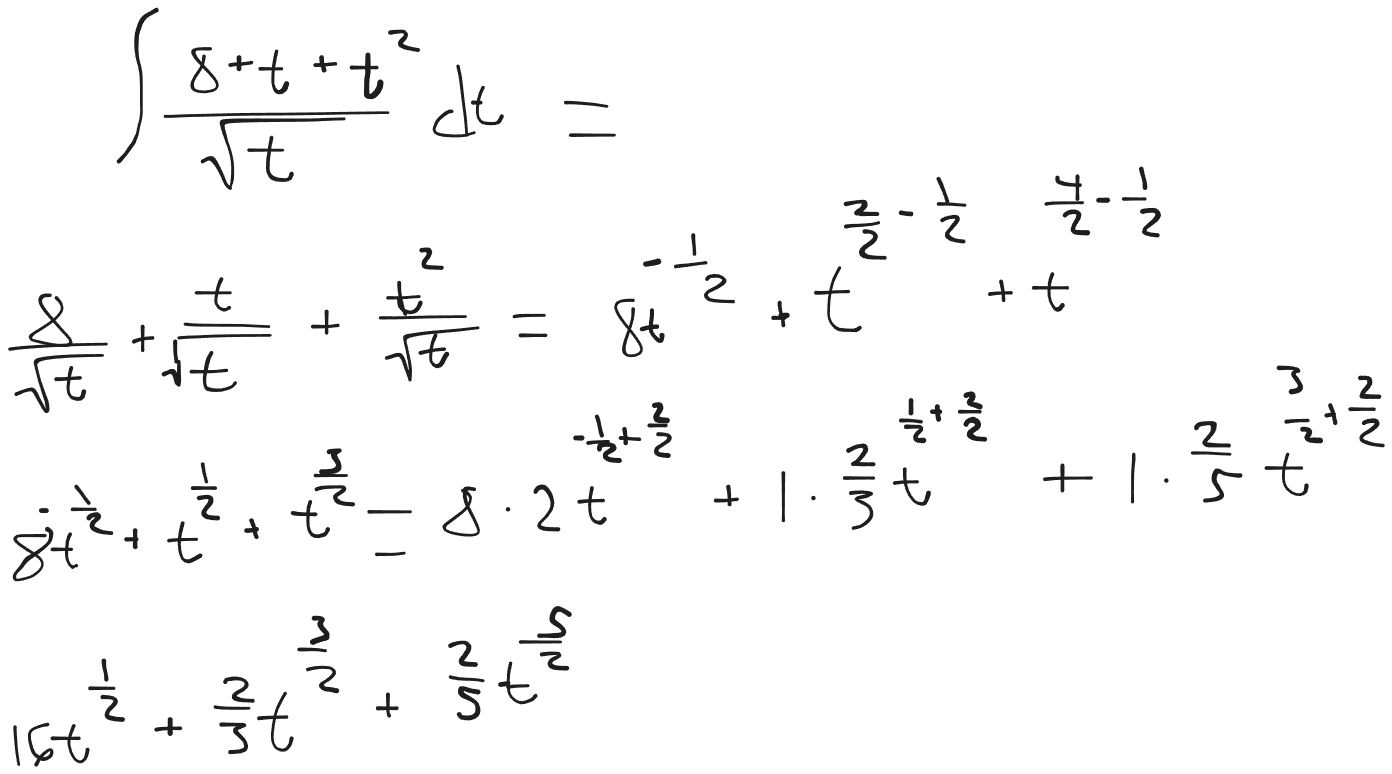 ∫ (8 + t + t²)/√t dt =
8/√t + t/√t + t²/√t = 8t^(-1/2) + t^(2/2 - 1/2) + t^(4/2 - 1/2)
8t^(-1/2) + t^(1/2) + t^(3/2) = 8 · 2t^(-1/2 + 2/2) + 1 · 2/3 t^(1/2 + 2/2) + 1 · 2/5 t^(3/2 + 2/2)
16t^(1/2) + 2/3 t^(3/2) + 2/5 t^(5/2)